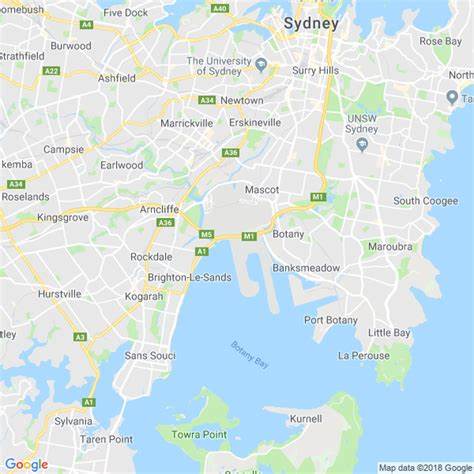 omebush
Five Dock
A4
A40
Sydney
Rose Bay
Strathfield
Burwood
A22
Ashfield
The University
of Sydney
Surry Hills
North
Ta
A34
Newtown
Marrickville
Erskineville
UNSW
Sydney
Campsie
A36
kemba
Earlwood
A34
Roselands
Mascot
M1
South Coogee
Kingsgrove
Arncliffe
A36
M5
M1
Botany
A1
Maroubra
Rockdale
Banksmeadow
Brighton-Le-Sands
Hurstville
Kogarah
Port Botany
tley
Little Bay
A3
Sans Souci
La Perouse
Botany Bay
A1
Sylvania
Taren Point
Towra Point
Kurnell
Google
Map data ©2018 Google